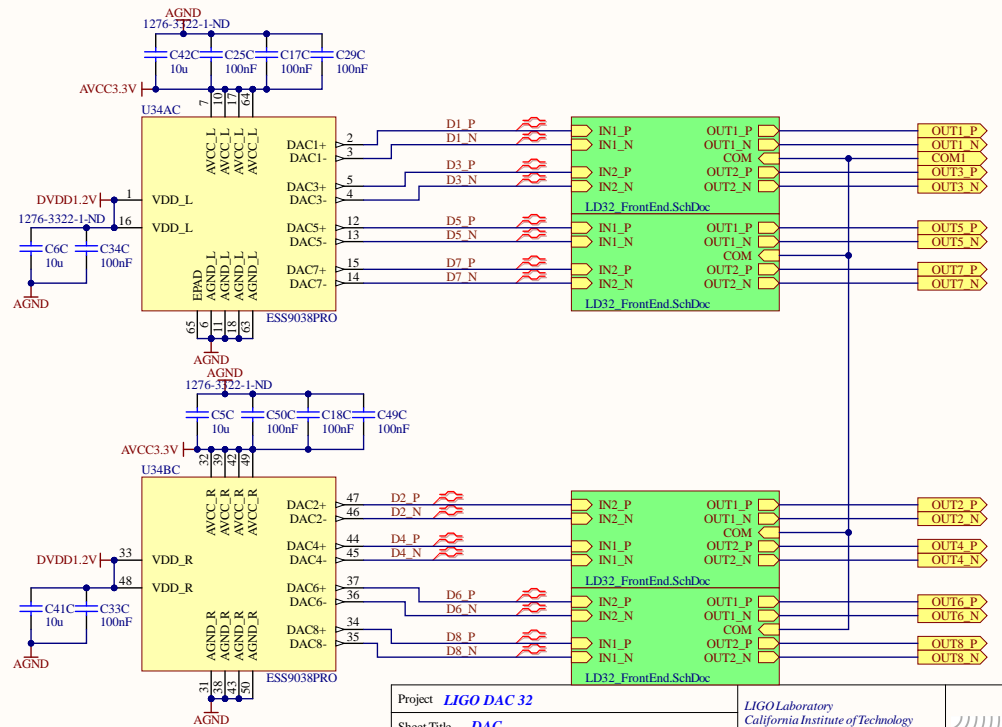 AGND
1276-3322-1-ND
C42C C25C C17C C29C
10u 100nF 100nF 100nF
AVCC3.3V
7 10 17 64
U34AC
AVCC_L AVCC_L AVCC_L AVCC_L
DAC1+ 2 D1_P IN1_P OUT1_P OUT1_P
DAC1- 3 D1_N IN1_N OUT1_N OUT1_N
COM COM1
DAC3+ 5 D3_P IN2_P OUT2_P OUT3_P
DAC3- 4 D3_N IN2_N OUT2_N OUT3_N
LD32_FrontEnd.SchDoc
DVDD1.2V 1 VDD_L
1276-3322-1-ND 16 VDD_L
C6C C34C
10u 100nF
AGND
DAC5+ 12 D5_P IN1_P OUT1_P OUT5_P
DAC5- 13 D5_N IN1_N OUT1_N OUT5_N
COM
DAC7+ 15 D7_P IN2_P OUT2_P OUT7_P
DAC7- 14 D7_N IN2_N OUT2_N OUT7_N
LD32_FrontEnd.SchDoc
EPAD AGND_L AGND_L AGND_L AGND_L
ESS9038PRO
65 6 11 18 63
AGND
AGND
1276-3322-1-ND
C5C C50C C18C C49C
10u 100nF 100nF 100nF
AVCC3.3V
32 39 42 49
U34BC
AVCC_R AVCC_R AVCC_R AVCC_R
DAC2+ 47 D2_P IN2_P OUT1_P OUT2_P
DAC2- 46 D2_N IN2_N OUT1_N OUT2_N
COM
DAC4+ 44 D4_P IN1_P OUT2_P OUT4_P
DAC4- 45 D4_N IN1_N OUT2_N OUT4_N
LD32_FrontEnd.SchDoc
DVDD1.2V 33 VDD_R
48 VDD_R
C41C C33C
10u 100nF
AGND
DAC6+ 37 D6_P IN2_P OUT1_P OUT6_P
DAC6- 36 D6_N IN2_N OUT1_N OUT6_N
COM
DAC8+ 34 D8_P IN1_P OUT2_P OUT8_P
DAC8- 35 D8_N IN1_N OUT2_N OUT8_N
LD32_FrontEnd.SchDoc
AGND_R AGND_R AGND_R AGND_R
ESS9038PRO
31 38 43 50
AGND
Project LIGO DAC 32
Sheet Title DAC
LIGO Laboratory
California Institute of Technology